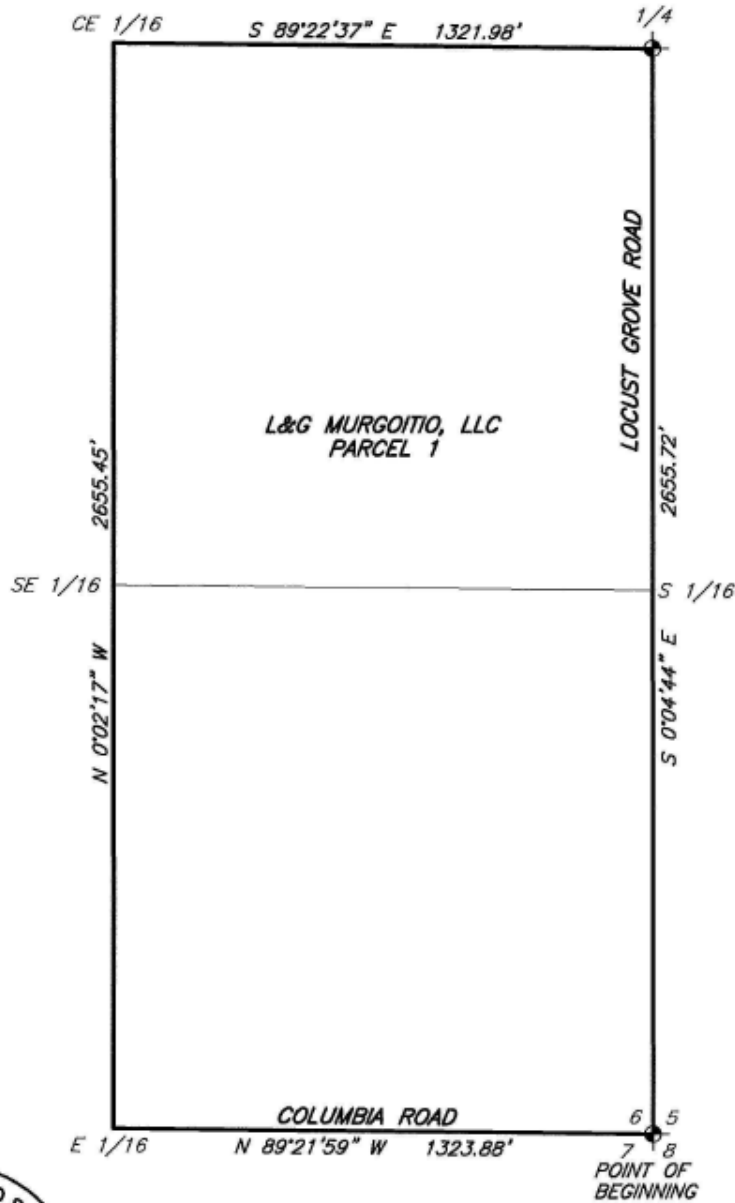 CE 1/16
S 89°22'37" E 1321.98'
1/4
LOCUST GROVE ROAD
L&G MURGOITIO, LLC
PARCEL 1
2655.45'
2655.72'
SE 1/16
S 1/16
N 0°02'17" W
S 0°04'44" E
COLUMBIA ROAD
6 5
E 1/16
N 89°21'59" W 1323.88'
7 8
POINT OF
BEGINNING